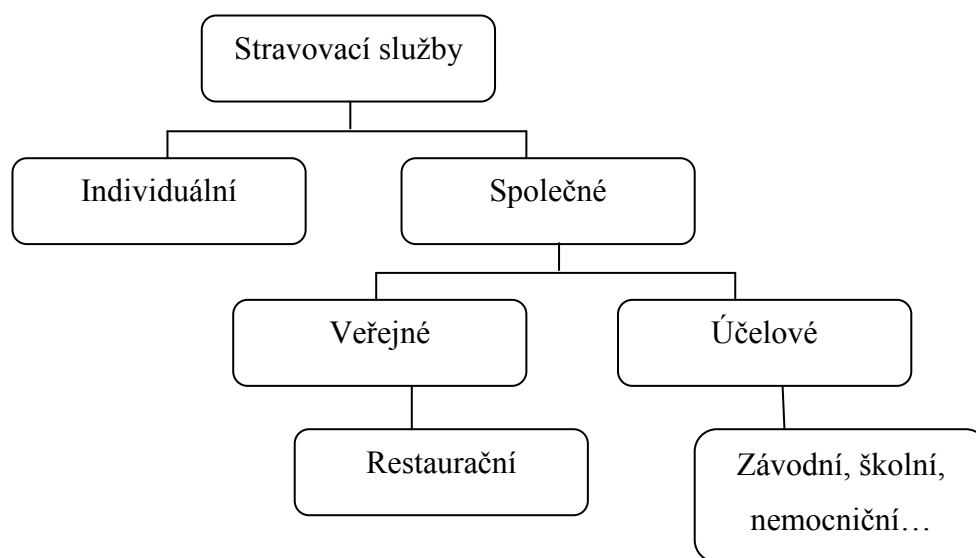 Stravovací služby
Individuální
Společné
Veřejné
Účelové
Restaurační
Závodní, školní,
nemocniční…